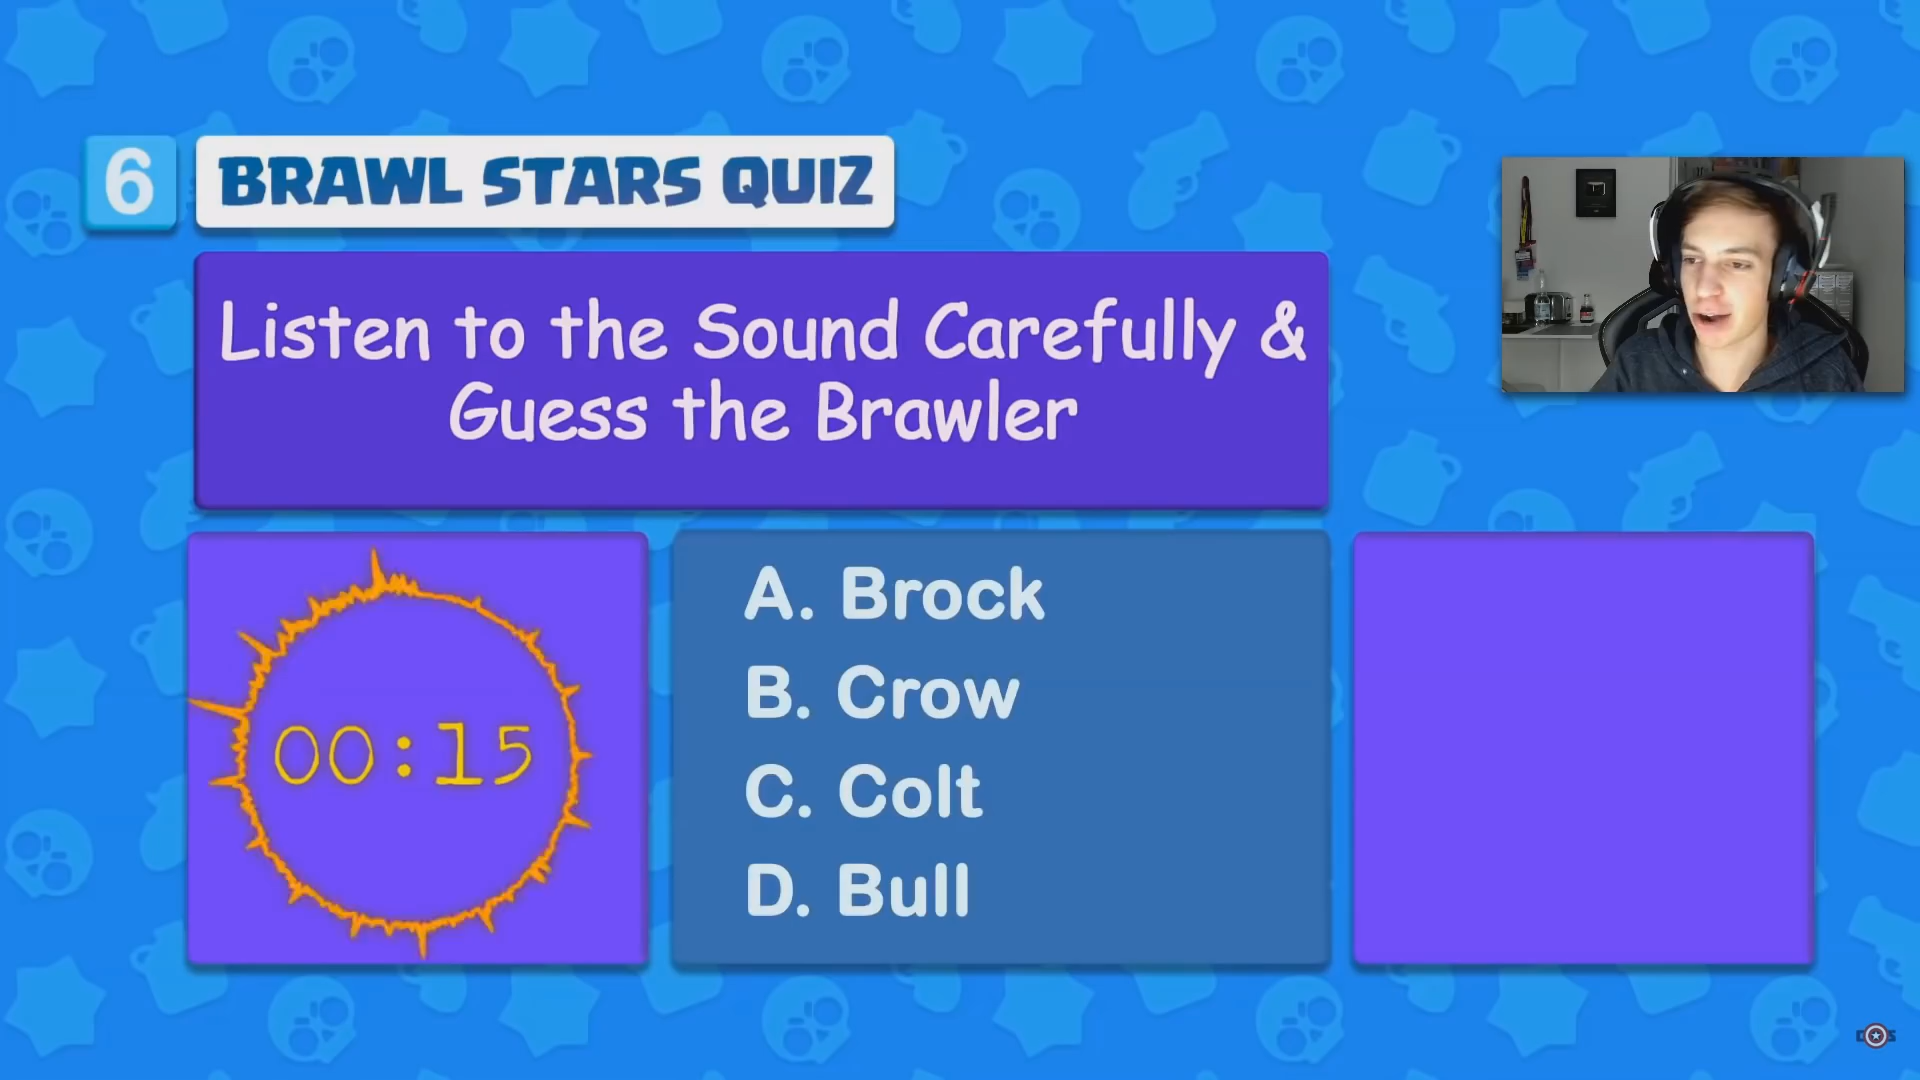 6
BRAWL STARS QUIZ
Listen to the Sound Carefully &
Guess the Brawler
00:15
A. Brock
B. Crow
C. Colt
D. Bull